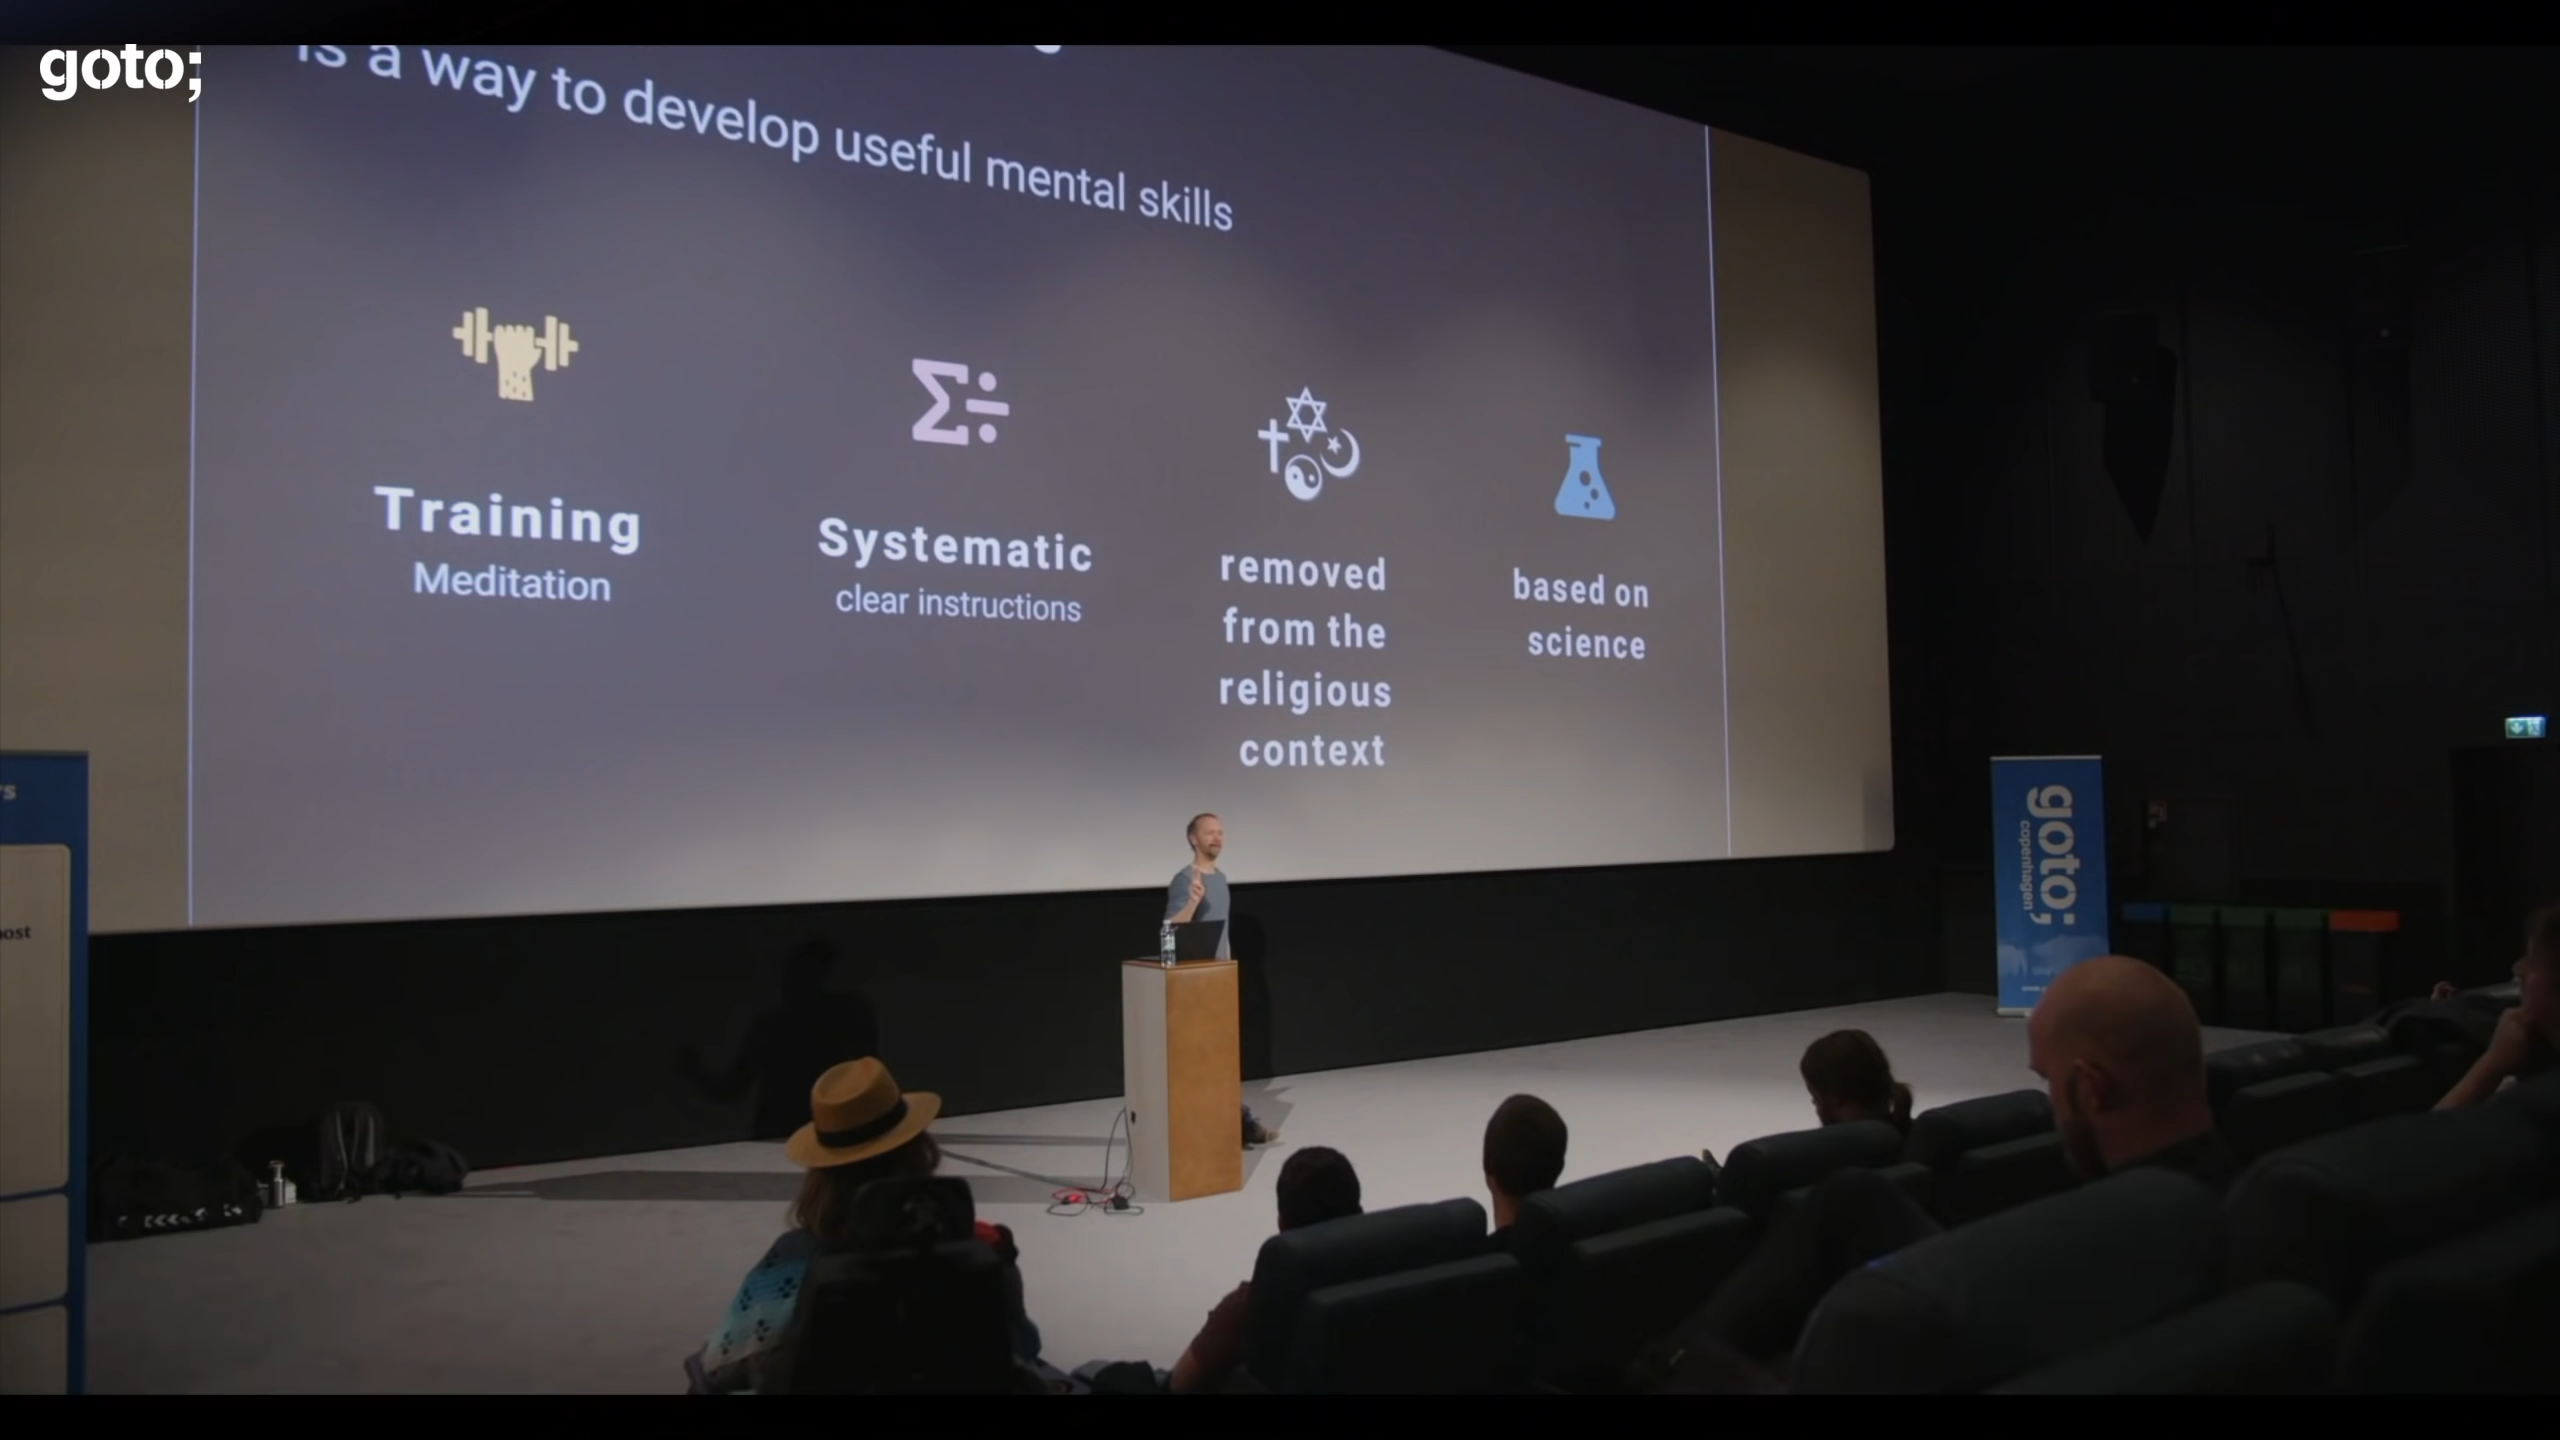 goto;
is a way to develop useful mental skills
Training
Meditation
Systematic
clear instructions
removed
from the
religious
context
based on
science
goto;
copenhagen
ost